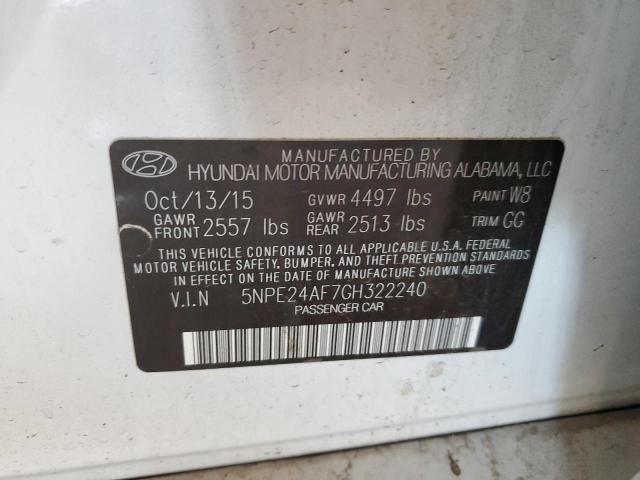 MANUFACTURED BY
HYUNDAI MOTOR MANUFACTURING ALABAMA, LLC
Oct/13/15 GVWR 4497 lbs PAINT W8
GAWR FRONT 2557 lbs GAWR REAR 2513 lbs TRIM GG
THIS VEHICLE CONFORMS TO ALL APPLICABLE U.S. FEDERAL
MOTOR VEHICLE SAFETY, BUMPER, AND THEFT PREVENTION STANDARDS
IN EFFECT ON THE DATE OF MANUFACTURE SHOWN ABOVE.
V.I.N 5NPE24AF7GH322240
PASSENGER CAR